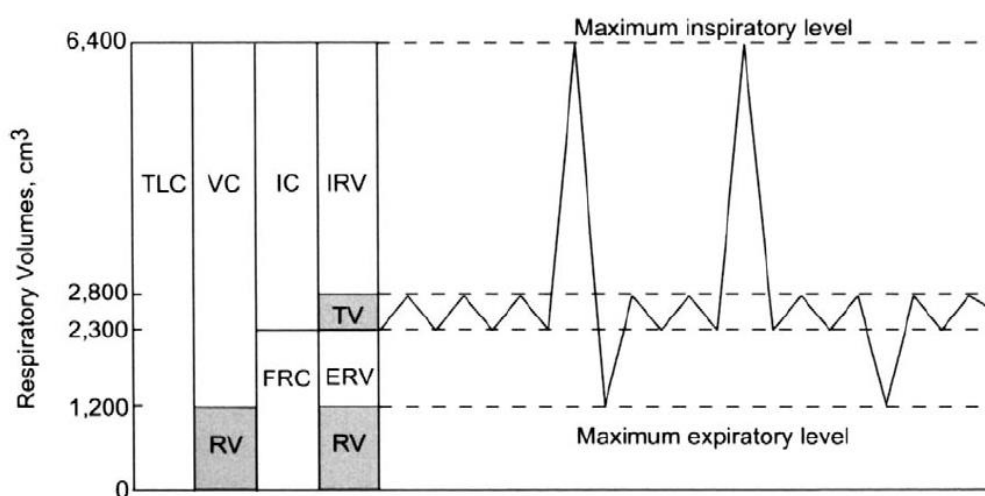 Maximum inspiratory level
6,400
TLC VC IC IRV
2,800
TV
2,300
FRC ERV
1,200
RV RV
Maximum expiratory level
0
Respiratory Volumes, cm3